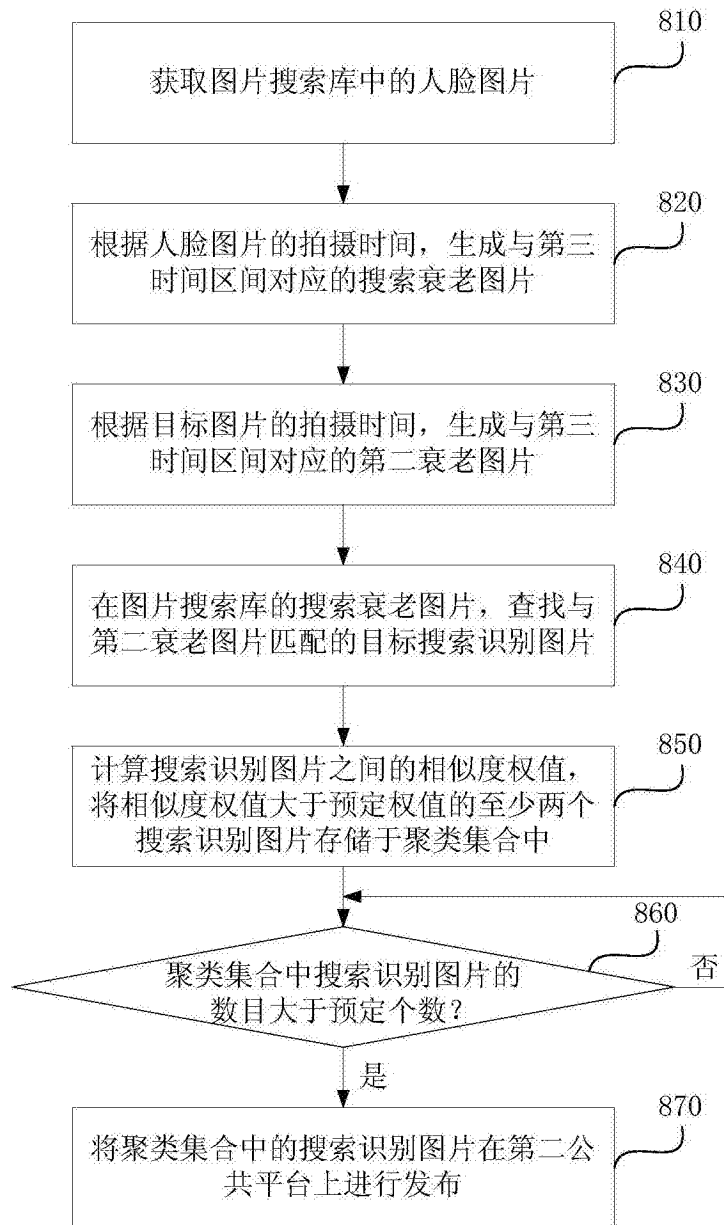 810
获取图片搜索库中的人脸图片
820
根据人脸图片的拍摄时间，生成与第三
时间区间对应的搜索衰老图片
830
根据目标图片的拍摄时间，生成与第三
时间区间对应的第二衰老图片
840
在图片搜索库的搜索衰老图片，查找与
第二衰老图片匹配的目标搜索识别图片
850
计算搜索识别图片之间的相似度权值，
将相似度权值大于预定权值的至少两个
搜索识别图片存储于聚类集合中
860
聚类集合中搜索识别图片的
数目大于预定个数？
否
是
870
将聚类集合中的搜索识别图片在第二公
共平台上进行发布